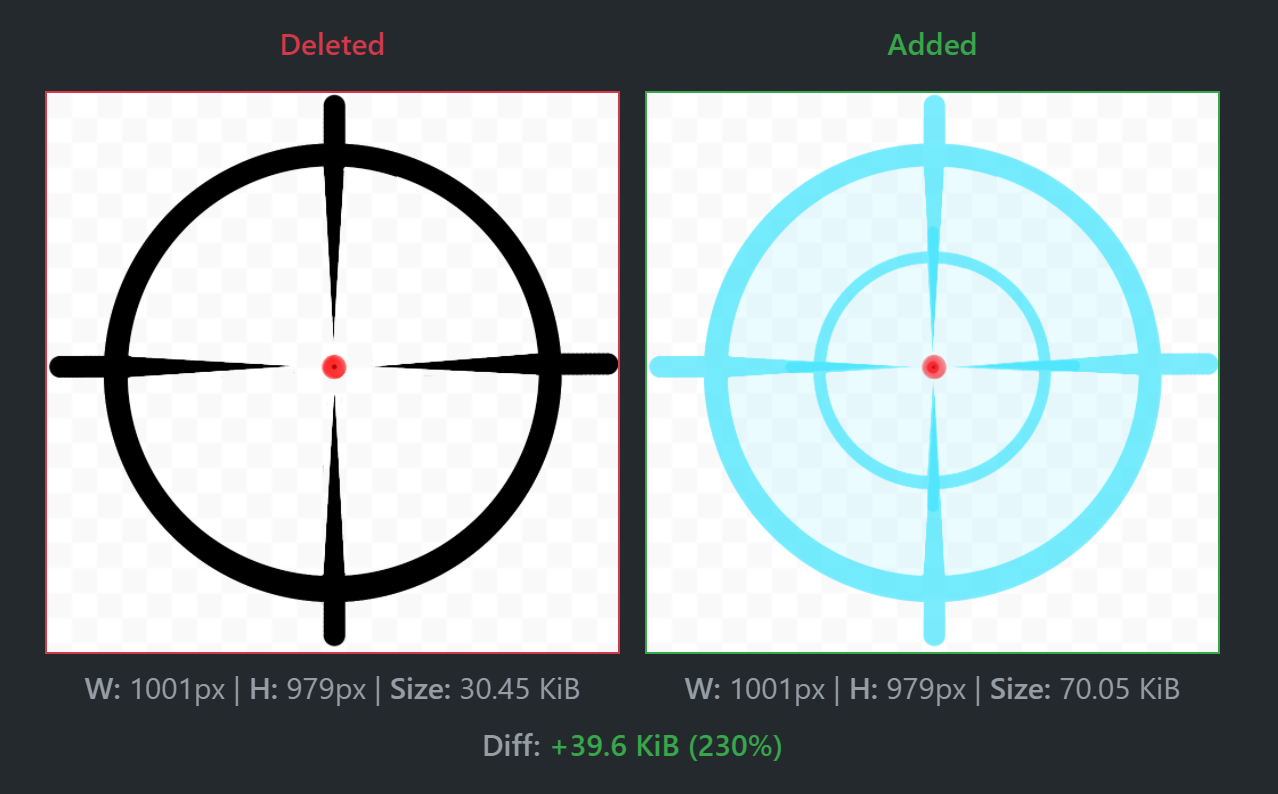 Deleted
Added
W: 1001px | H: 979px | Size: 30.45 KiB
W: 1001px | H: 979px | Size: 70.05 KiB
Diff: +39.6 KiB (230%)